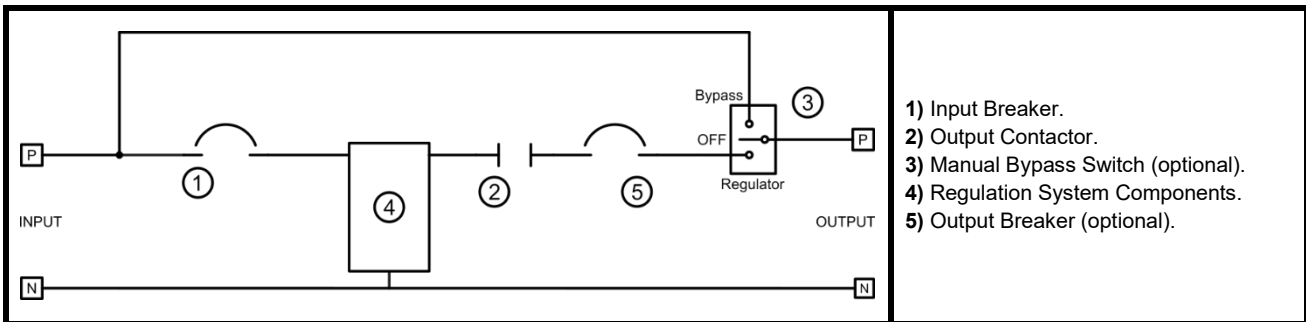 Bypass
3
OFF
P
P
Regulator
1
2
5
4
INPUT
OUTPUT
N
N
1) Input Breaker.
2) Output Contactor.
3) Manual Bypass Switch (optional).
4) Regulation System Components.
5) Output Breaker (optional).